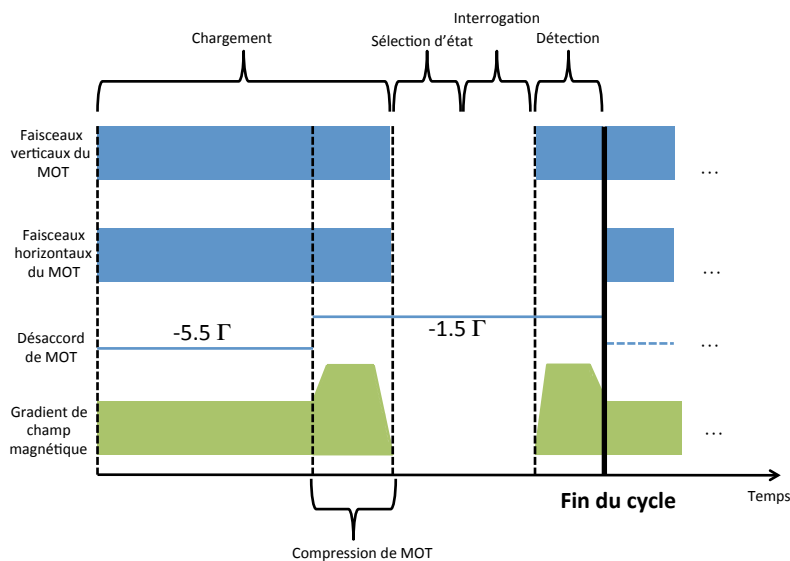 Interrogation
Chargement
Sélection d'état
Détection
Faisceaux
verticaux du
MOT
...
Faisceaux
horizontaux
du MOT
...
Désaccord
de MOT
-5.5 Γ
-1.5 Γ
...
Gradient de
champ
magnétique
...
Fin du cycle
Temps
Compression de MOT